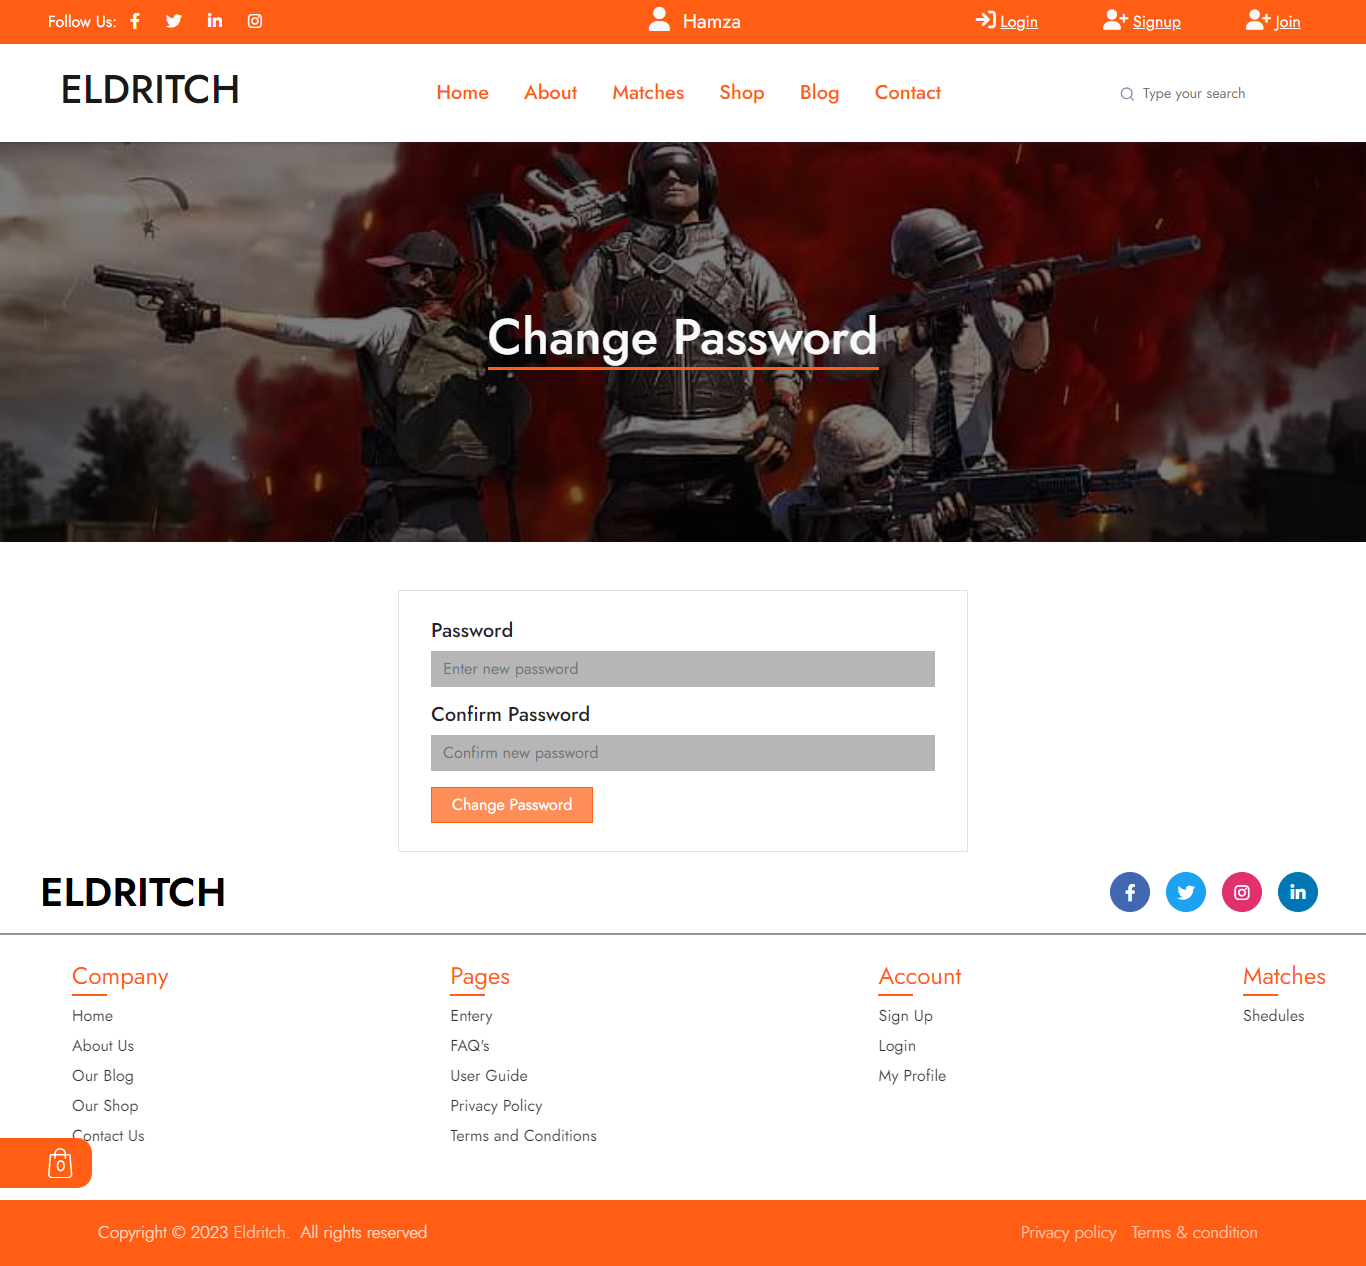 Follow Us:
Hamza
Login
Signup
Join
ELDRITCH
Home
About
Matches
Shop
Blog
Contact
Type your search
Change Password
Password
Enter new password
Confirm Password
Confirm new password
Change Password
ELDRITCH
Company
Home
About Us
Our Blog
Our Shop
Contact Us
Pages
Entery
FAQ's
User Guide
Privacy Policy
Terms and Conditions
Account
Sign Up
Login
My Profile
Matches
Shedules
0
Copyright © 2023 Eldritch. All rights reserved
Privacy policy
Terms & condition